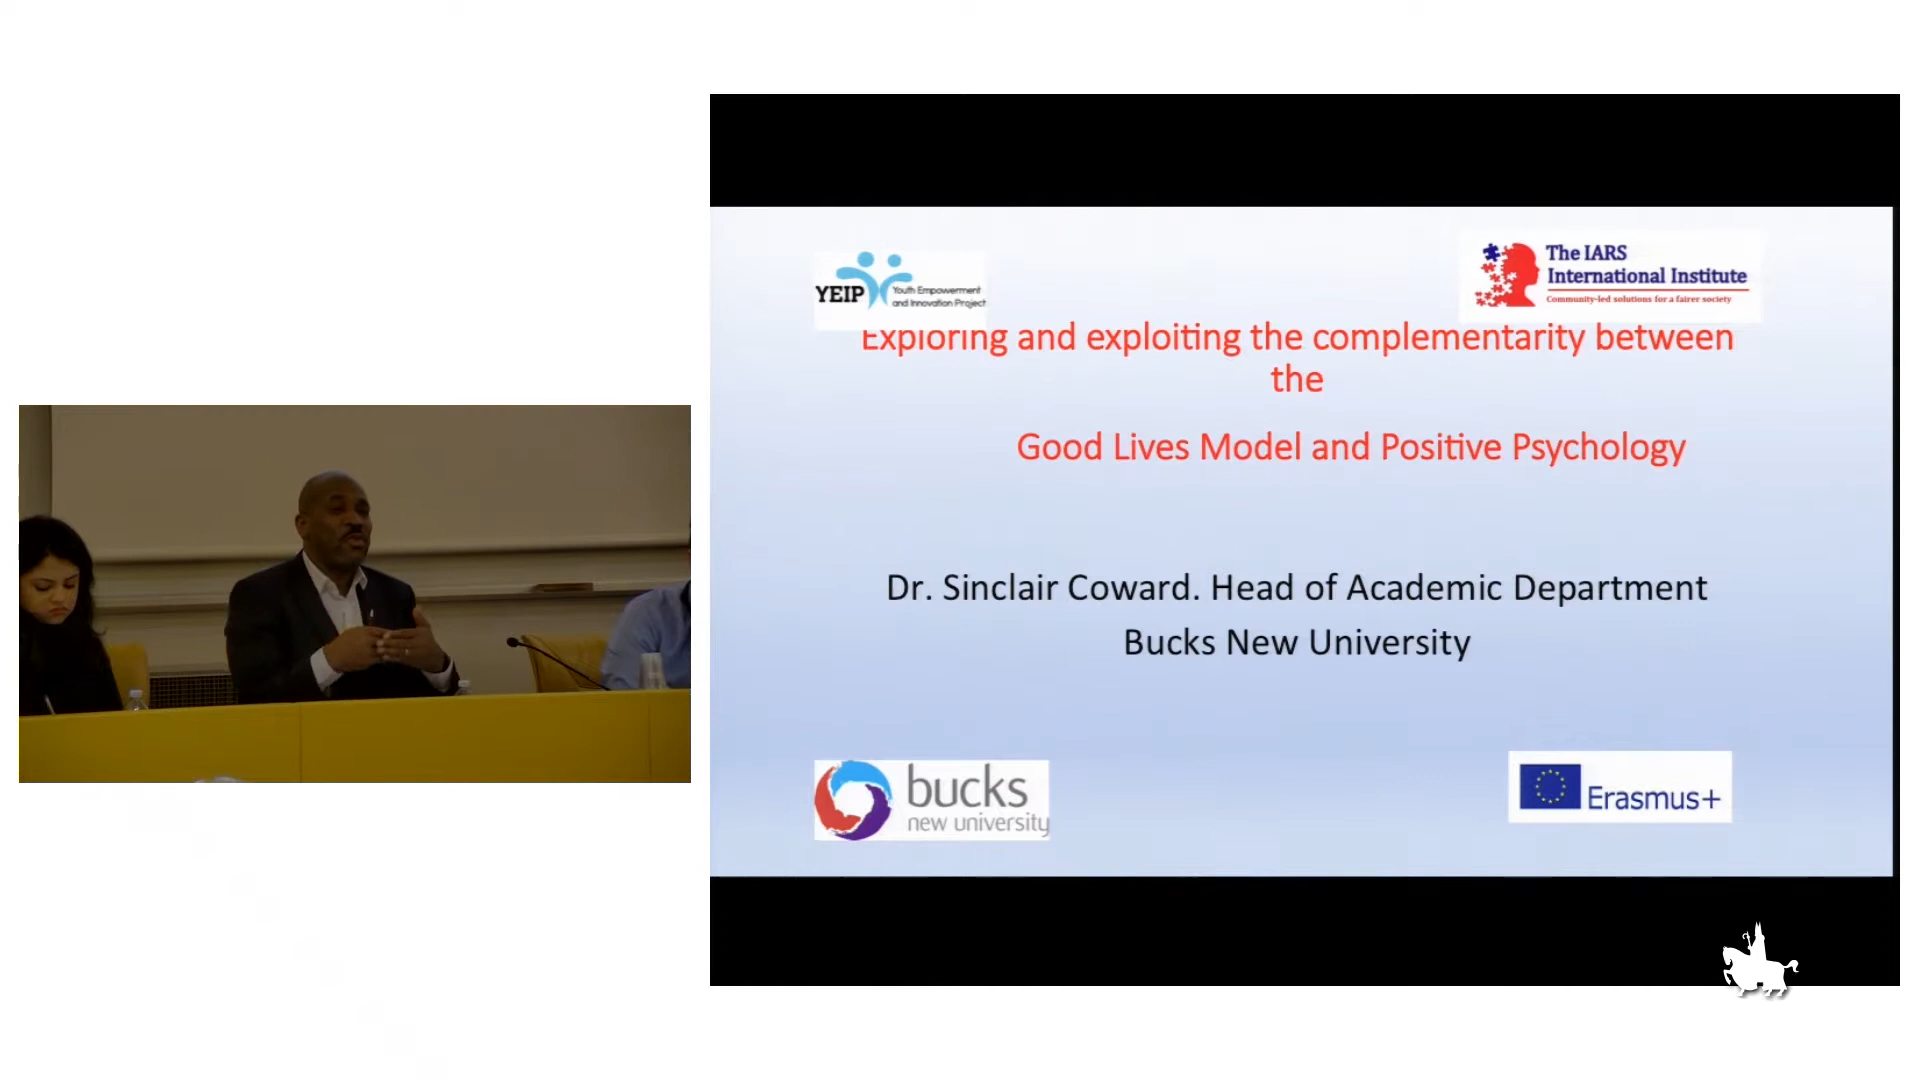 YEIP
Youth Empowerment
and Innovation Project
The IARS
International Institute
Community-led solutions for a fairer society
Exploring and exploiting the complementarity between
the
Good Lives Model and Positive Psychology
Dr. Sinclair Coward. Head of Academic Department
Bucks New University
bucks
new university
Erasmus+